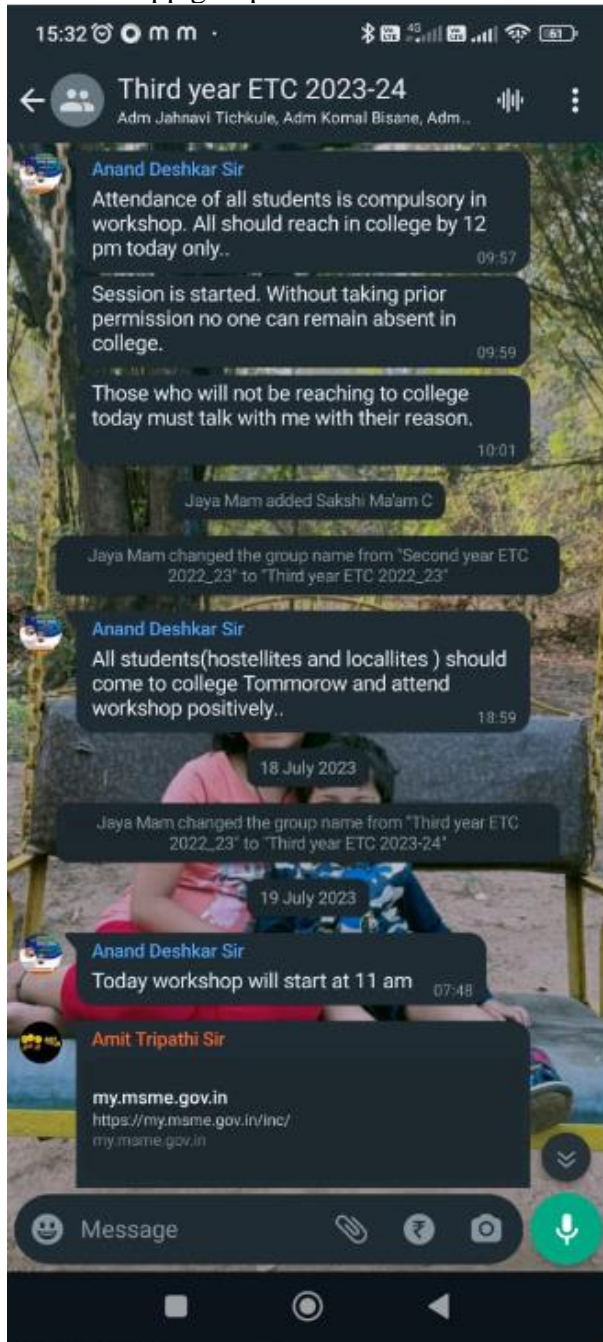 15:32 m m ·
4G 61
Third year ETC 2023-24
Adm Jahnavi Tichkule, Adm Komal Bisane, Adm..
Anand Deshkar Sir
Attendance of all students is compulsory in
workshop. All should reach in college by 12
pm today only..
09:57
Session is started. Without taking prior
permission no one can remain absent in
college.
09:59
Those who will not be reaching to college
today must talk with me with their reason.
10:01
Jaya Mam added Sakshi Ma'am C
Jaya Mam changed the group name from "Second year ETC
2022_23" to "Third year ETC 2022_23"
Anand Deshkar Sir
All students(hostellites and locallites ) should
come to college Tommorow and attend
workshop positively..
18:59
18 July 2023
Jaya Mam changed the group name from "Third year ETC
2022_23" to "Third year ETC 2023-24"
19 July 2023
Anand Deshkar Sir
Today workshop will start at 11 am
07:48
Amit Tripathi Sir
my.msme.gov.in
https://my.msme.gov.in/inc/
my.msme.gov.in
Message